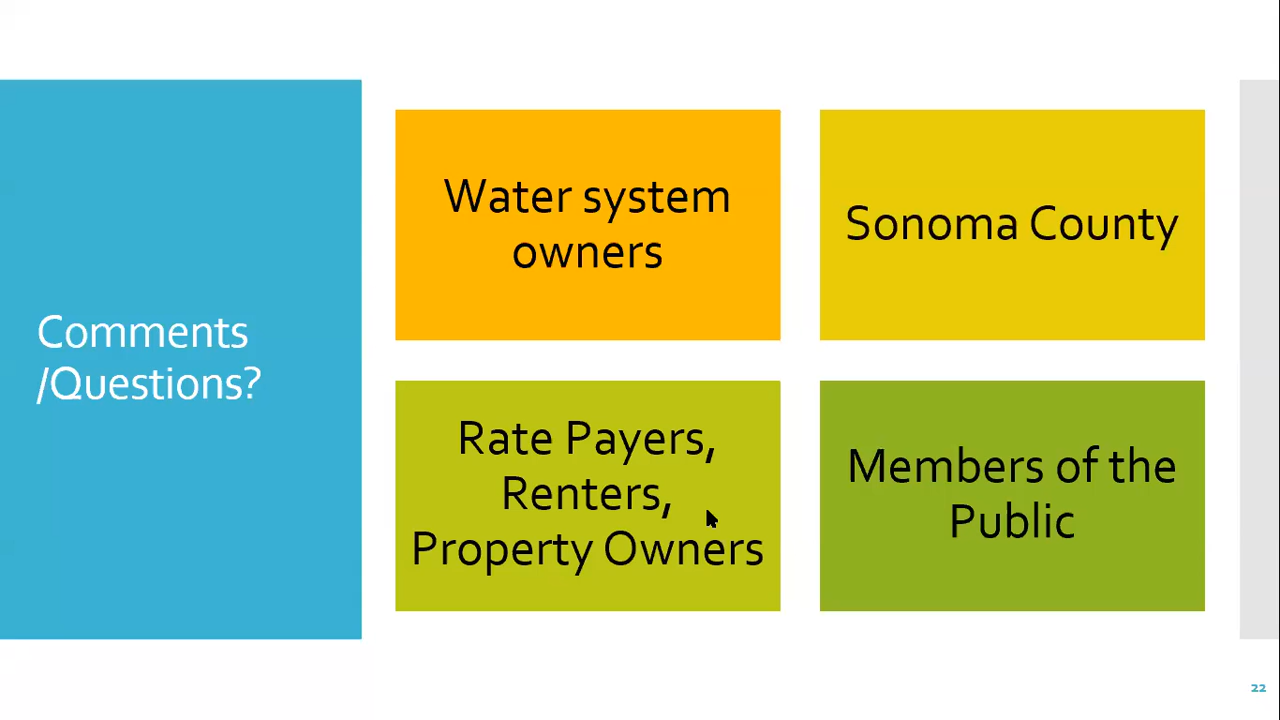 Comments
/Questions?
Water system
owners
Sonoma County
Rate Payers,
Renters,
Property Owners
Members of the
Public
22